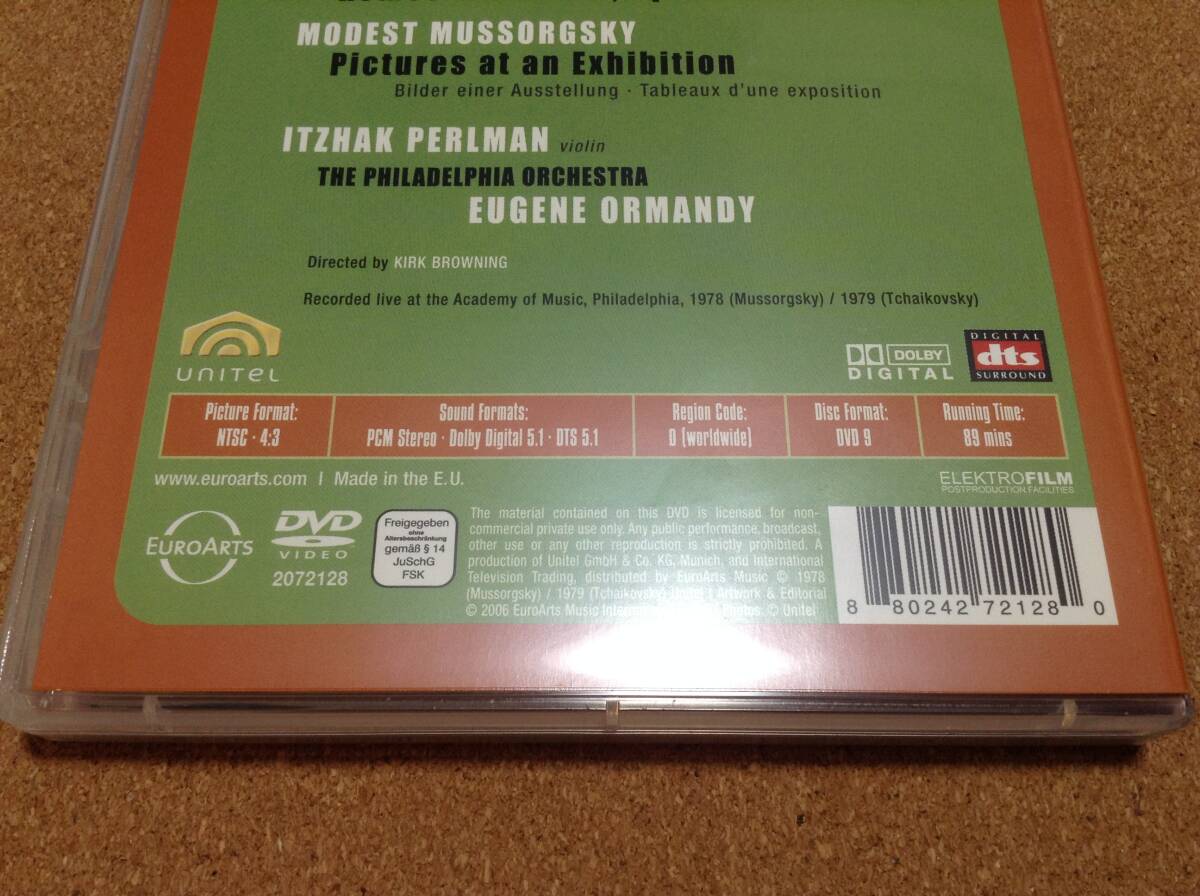 MODEST MUSSORGSKY
Pictures at an Exhibition
Bilder einer Ausstellung · Tableaux d'une exposition
ITZHAK PERLMAN violin
THE PHILADELPHIA ORCHESTRA
EUGENE ORMANDY
Directed by KIRK BROWNING
Recorded live at the Academy of Music, Philadelphia, 1978 (Mussorgsky) / 1979 (Tchaikovsky)
UNITEL
DOLBY
DIGITAL
DIGITAL
dts
SURROUND
Picture Format:
NTSC · 4:3
Sound Formats:
PCM Stereo · Dolby Digital 5.1 · DTS 5.1
Region Code:
0 (worldwide)
Disc Format:
DVD 9
Running Time:
89 mins
www.euroarts.com | Made in the E.U.
ELEKTROFILM
POSTPRODUCTION FACILITIES
EUROARTS
DVD
VIDEO
2072128
Freigegeben
ohne
Altersbeschränkung
gemäß § 14
JuSchG
FSK
The material contained on this DVD is licensed for non-
commercial private use only. Any public performance, broadcast,
other use or any other reproduction is strictly prohibited. A
production of Unitel GmbH & Co. KG, Munich, and International
Television Trading, distributed by EuroArts Music © 1978
(Mussorgsky) / 1979 (Tchaikovsky) Unitel | Artwork & Editorial
© 2006 EuroArts Music Photos: © Unitel
8 80242 72128 0